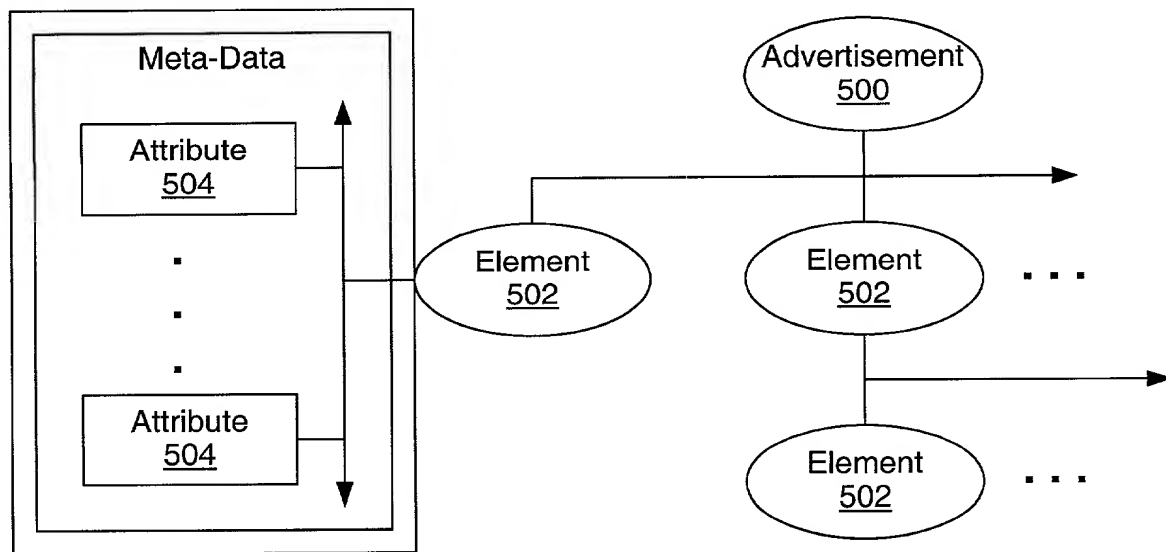 Meta-Data
Attribute
504
Attribute
504
Advertisement
500
Element
502
Element
502
Element
502